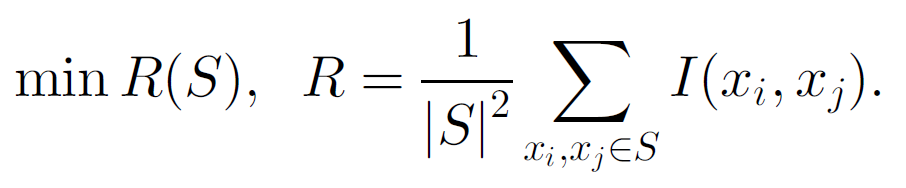 min R(S), R = \frac{1}{|S|^2} \sum_{x_i, x_j \in S} I(x_i, x_j).